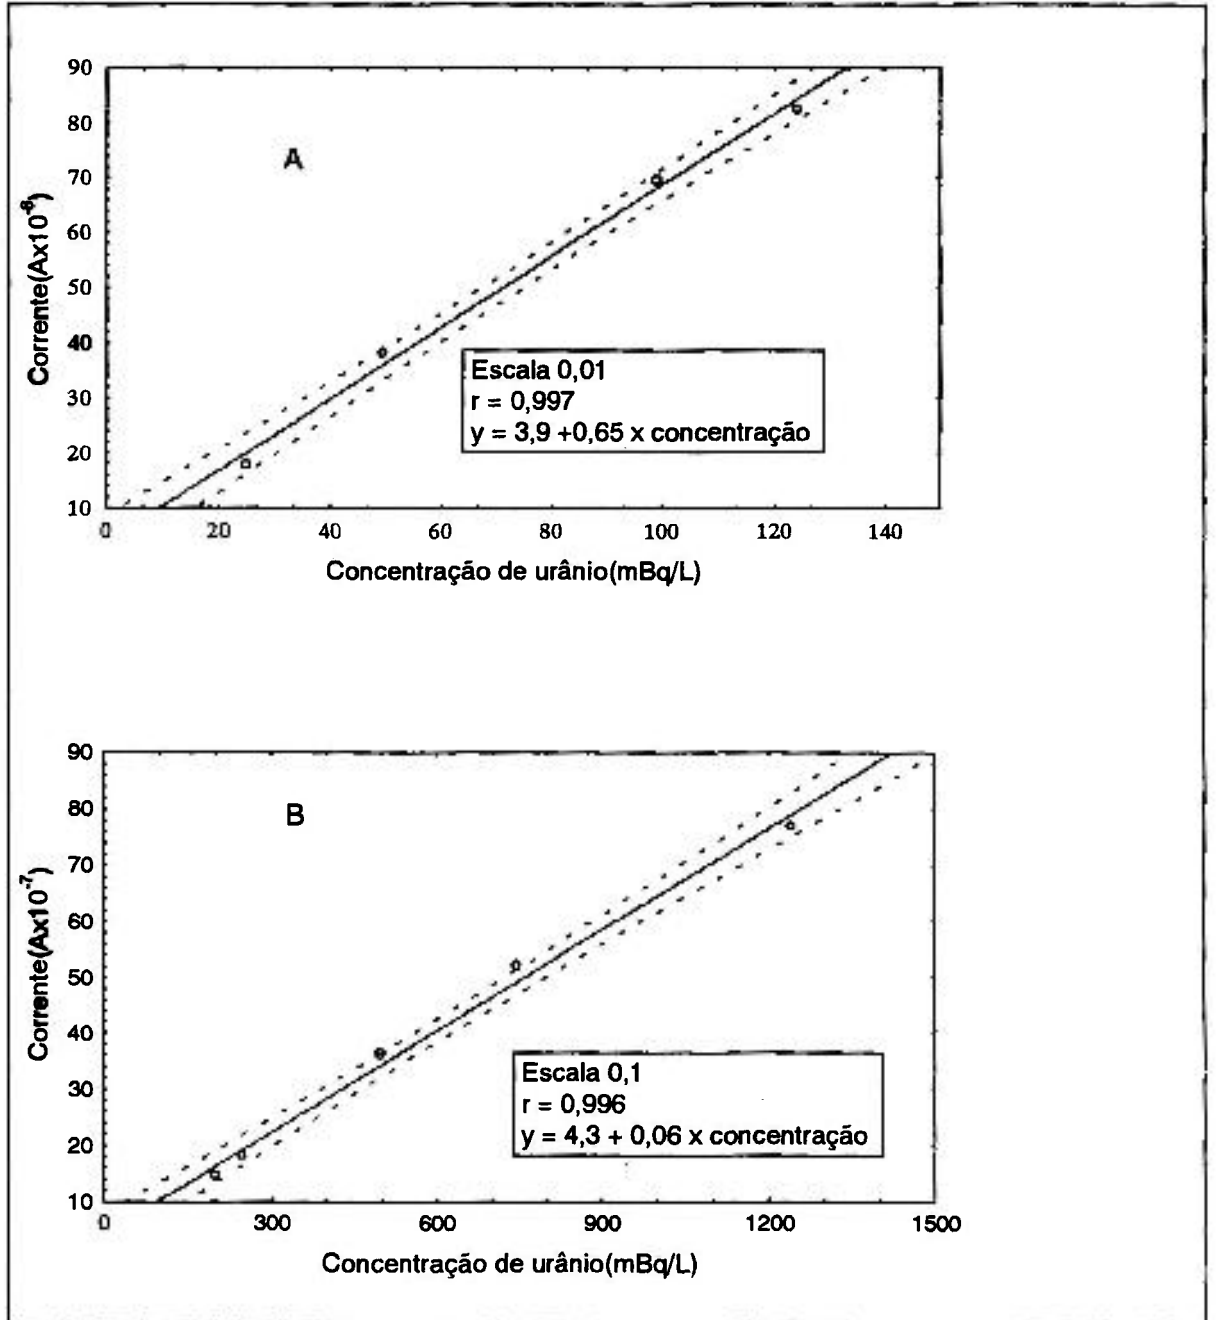 90
80
A
70
60
50
40
30
20
10
Corrente(Ax10⁻⁸)
Escala 0,01
r = 0,997
y = 3,9 +0,65 x concentração
0 20 40 60 80 100 120 140
Concentração de urânio(mBq/L)
90
80
B
70
60
50
40
30
20
10
Corrente(Ax10⁻⁷)
Escala 0,1
r = 0,996
y = 4,3 + 0,06 x concentração
0 300 600 900 1200 1500
Concentração de urânio(mBq/L)